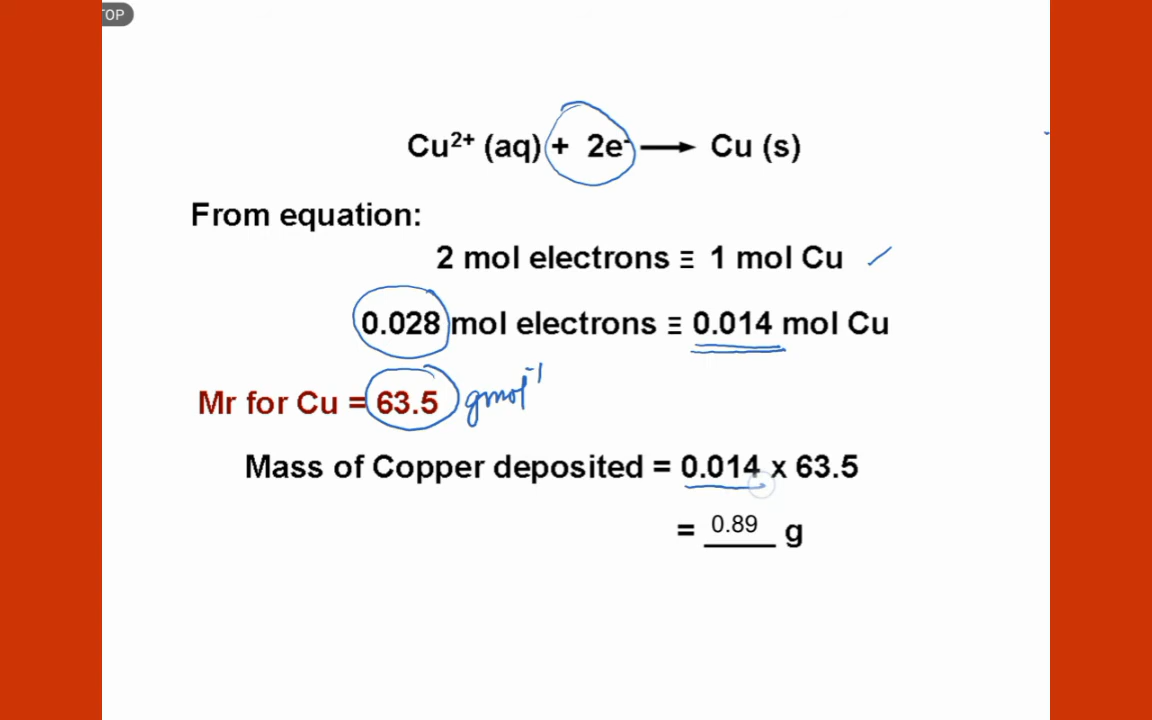 TOP
Cu²⁺ (aq) + 2e⁻ → Cu (s)
From equation:
2 mol electrons ≡ 1 mol Cu
0.028 mol electrons ≡ 0.014 mol Cu
Mr for Cu = 63.5 gmol⁻¹
Mass of Copper deposited = 0.014 x 63.5
= 0.89 g